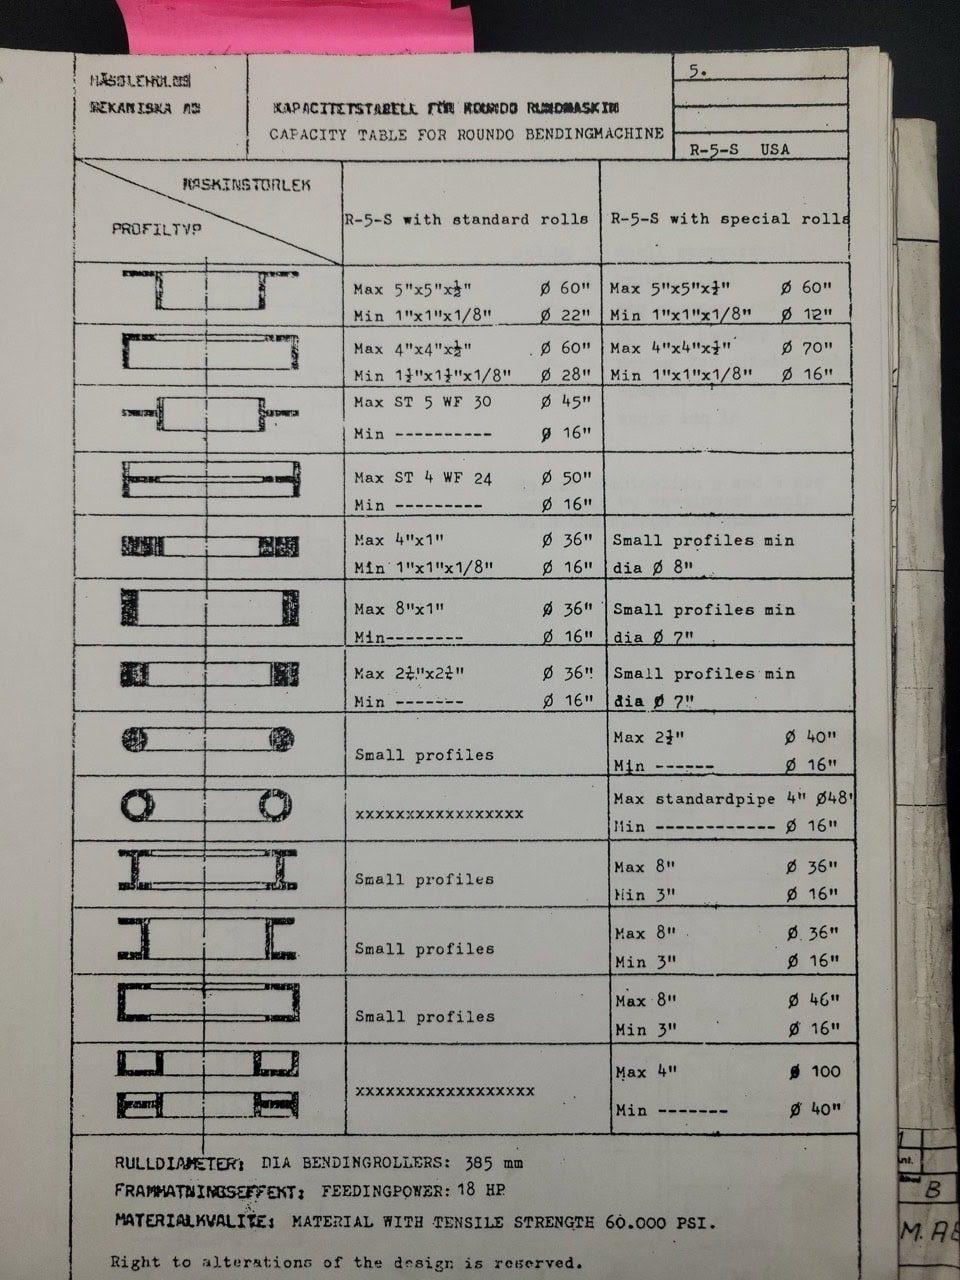 MEKANISKA AB
KAPACITETSTABELL FÖR ROUNDO RUNDMASKIN
CAPACITY TABLE FOR ROUNDO BENDINGMACHINE
5.
R-5-S USA
MASKINSTORLEK
PROFILTYP
R-5-S with standard rolls
R-5-S with special rolls
Max 5"x5"x½" Ø 60" Max 5"x5"x½" Ø 60"
Min 1"x1"x1/8" Ø 22" Min 1"x1"x1/8" Ø 12"
Max 4"x4"x½" Ø 60" Max 4"x4"x½" Ø 70"
Min 1½"x1½"x1/8" Ø 28" Min 1"x1"x1/8" Ø 16"
Max ST 5 WF 30 Ø 45"
Min ---------- Ø 16"
Max ST 4 WF 24 Ø 50"
Min --------- Ø 16"
Max 4"x1" Ø 36" Small profiles min
Min 1"x1"x1/8" Ø 16" dia Ø 8"
Max 8"x1" Ø 36" Small profiles min
Min-------- Ø 16" dia Ø 7"
Max 2¼"x2¼" Ø 36" Small profiles min
Min ------- Ø 16" dia Ø 7"
Small profiles Max 2½" Ø 40"
Min ------ Ø 16"
xxxxxxxxxxxxxxxxx Max standardpipe 4" Ø48"
Min ------------ Ø 16"
Small profiles Max 8" Ø 36"
Min 3" Ø 16"
Small profiles Max 8" Ø 36"
Min 3" Ø 16"
Small profiles Max 8" Ø 46"
Min 3" Ø 16"
xxxxxxxxxxxxxxxxxx Max 4" Ø 100
Min ------- Ø 40"
RULLDIAMETER: DIA BENDINGROLLERS: 385 mm
FRAMMATNINGSEFFEKT: FEEDINGPOWER: 18 HP
MATERIALKVALITE: MATERIAL WITH TENSILE STRENGTH 60.000 PSI.
Right to alterations of the design is reserved.
B
M.AB